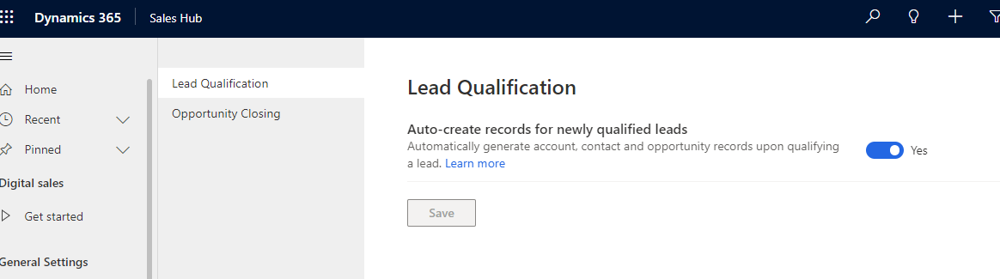 Dynamics 365
Sales Hub
Home
Recent
Pinned
Digital sales
Get started
General Settings
Lead Qualification
Opportunity Closing
Lead Qualification
Auto-create records for newly qualified leads
Automatically generate account, contact and opportunity records upon qualifying
a lead. Learn more
Yes
Save